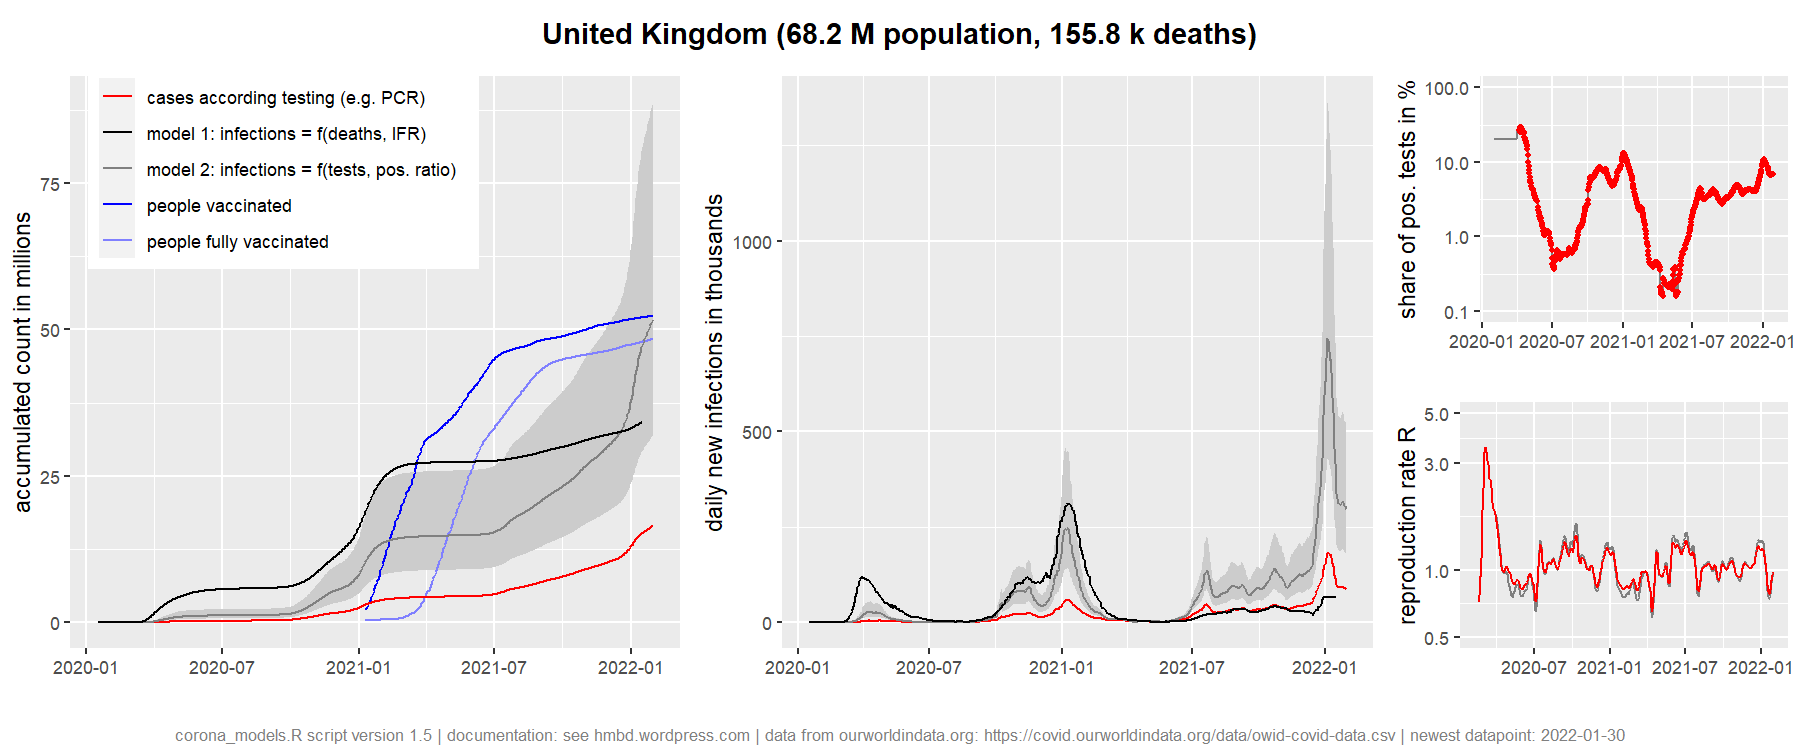 United Kingdom (68.2 M population, 155.8 k deaths)
cases according testing (e.g. PCR)
model 1: infections = f(deaths, IFR)
model 2: infections = f(tests, pos. ratio)
people vaccinated
people fully vaccinated
accumulated count in millions
75
50
25
0
2020-01 2020-07 2021-01 2021-07 2022-01
daily new infections in thousands
1000
500
0
2020-01 2020-07 2021-01 2021-07 2022-01
share of pos. tests in %
100.0
10.0
1.0
0.1
2020-01 2020-07 2021-01 2021-07 2022-01
reproduction rate R
5.0
3.0
1.0
0.5
2020-07 2021-01 2021-07 2022-01
corona_models.R script version 1.5 | documentation: see hmbd.wordpress.com | data from ourworldindata.org: https://covid.ourworldindata.org/data/owid-covid-data.csv | newest datapoint: 2022-01-30